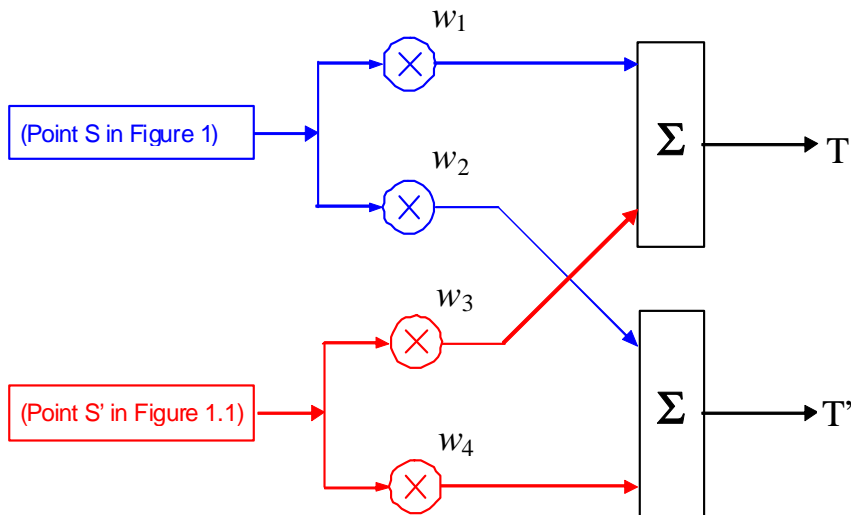 w1
(Point S in Figure 1)
Σ
T
w2
w3
(Point S’ in Figure 1.1)
Σ
T’
w4